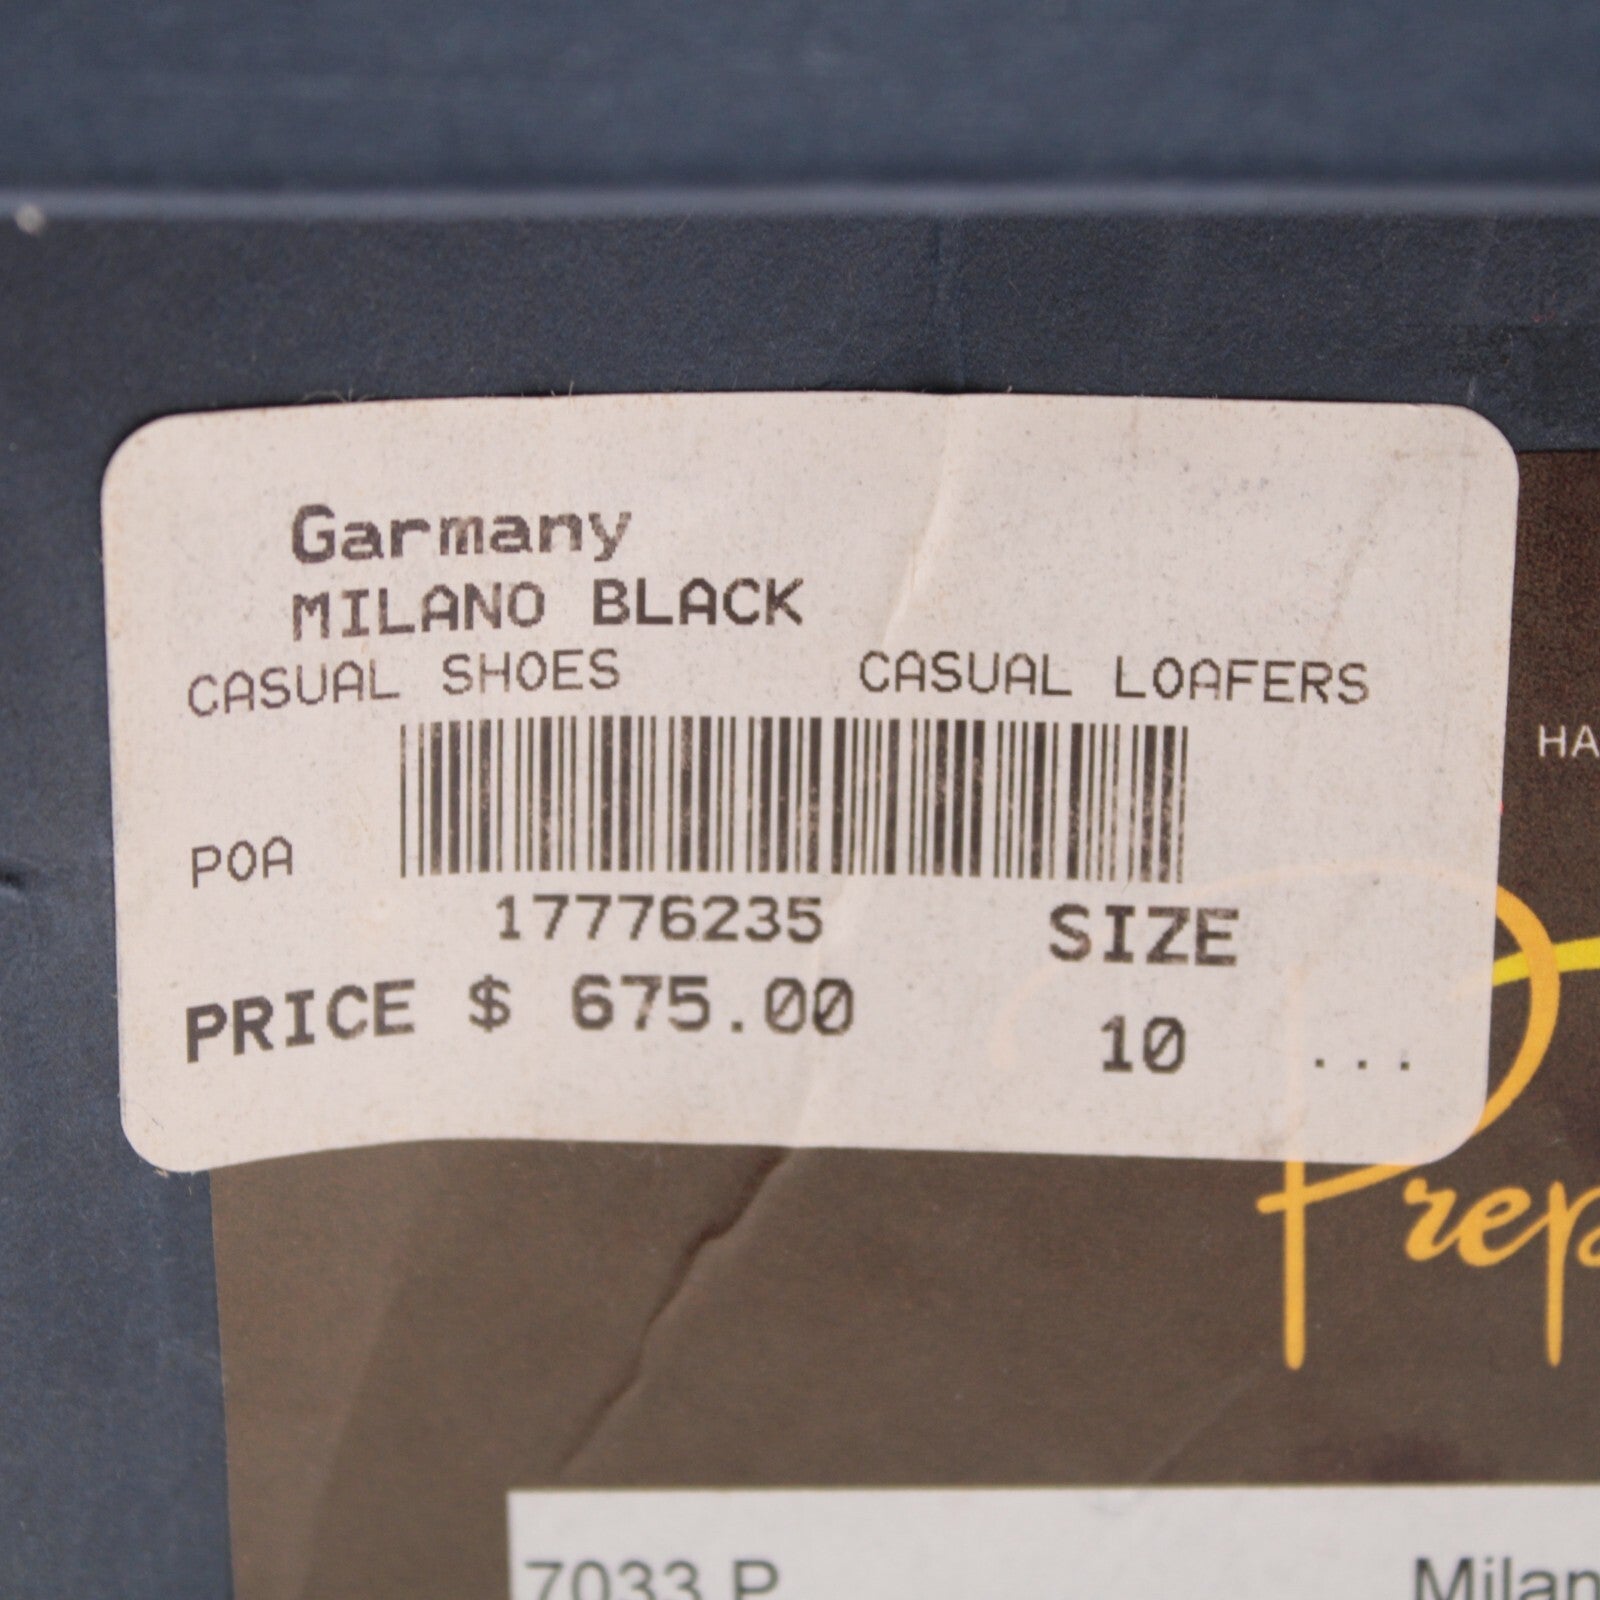 Garmany
MILANO BLACK
CASUAL SHOES CASUAL LOAFERS
HA
POA
17776235 SIZE
PRICE $ 675.00 10 ...
Prep
7033 P Milan